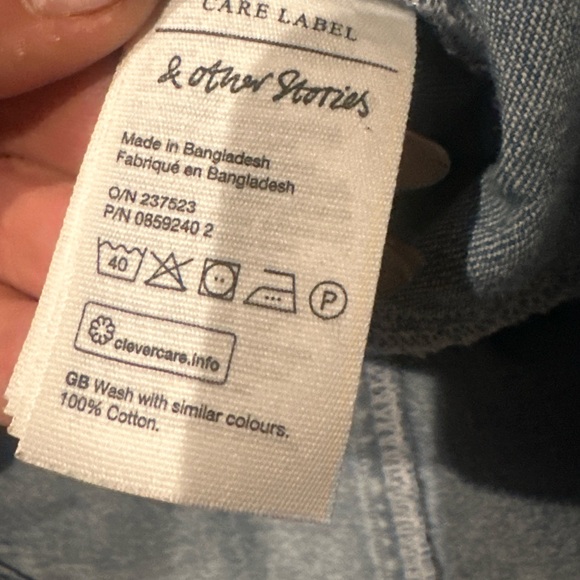 CARE LABEL
& other Stories
Made in Bangladesh
Fabriqué en Bangladesh
O/N 237523
P/N 0859240 2
40 P
clevercare.info
GB Wash with similar colours.
100% Cotton.